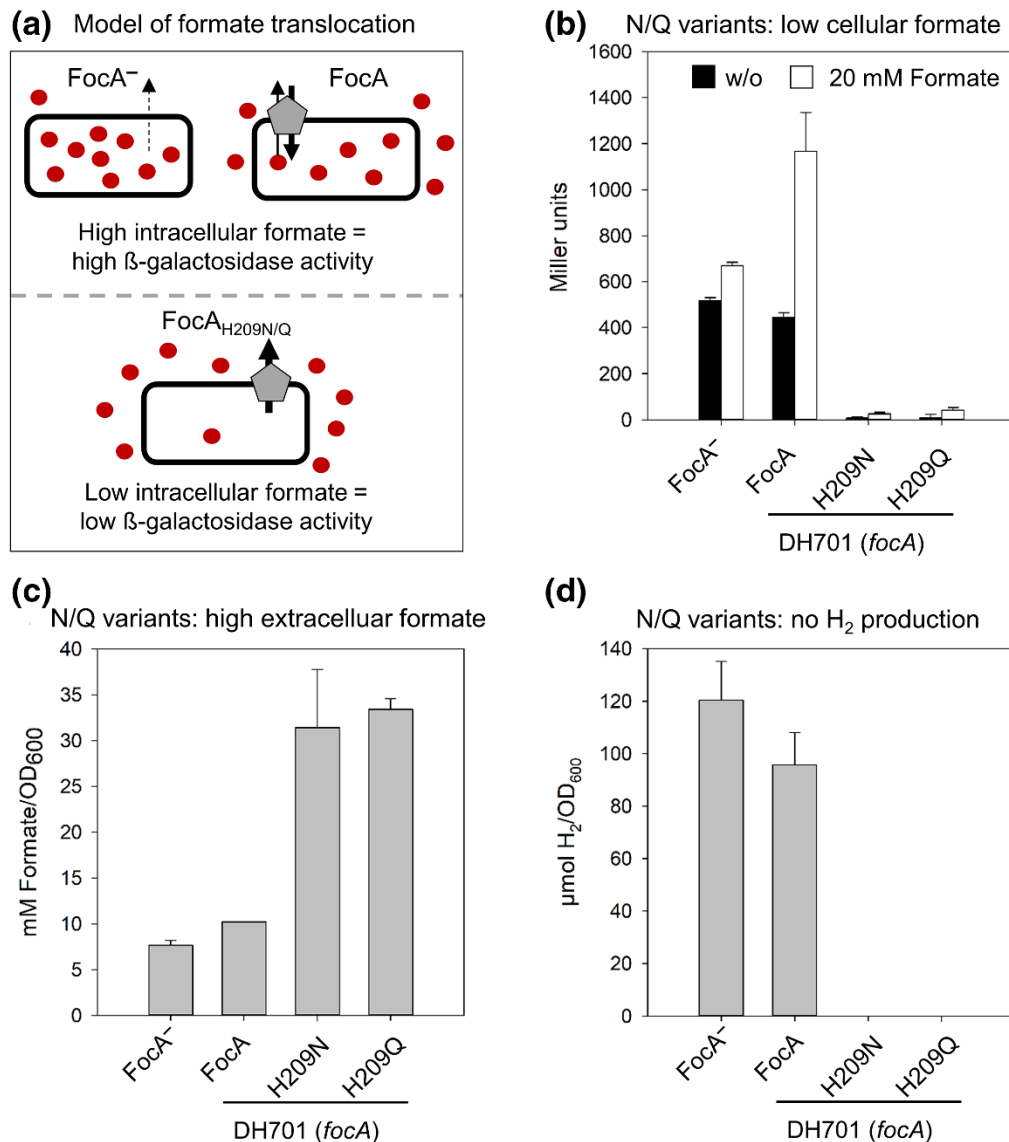 (a) Model of formate translocation
FocA⁻ FocA
High intracellular formate =
high ß-galactosidase activity
FocA_H209N/Q
Low intracellular formate =
low ß-galactosidase activity
(b) N/Q variants: low cellular formate
w/o 20 mM Formate
Miller units
1600
1400
1200
1000
800
600
400
200
0
FocA⁻ FocA H209N H209Q
DH701 (focA)
(c) N/Q variants: high extracelluar formate
mM Formate/OD₆₀₀
40
35
30
25
20
15
10
5
0
FocA⁻ FocA H209N H209Q
DH701 (focA)
(d) N/Q variants: no H₂ production
µmol H₂/OD₆₀₀
140
120
100
80
60
40
20
0
FocA⁻ FocA H209N H209Q
DH701 (focA)